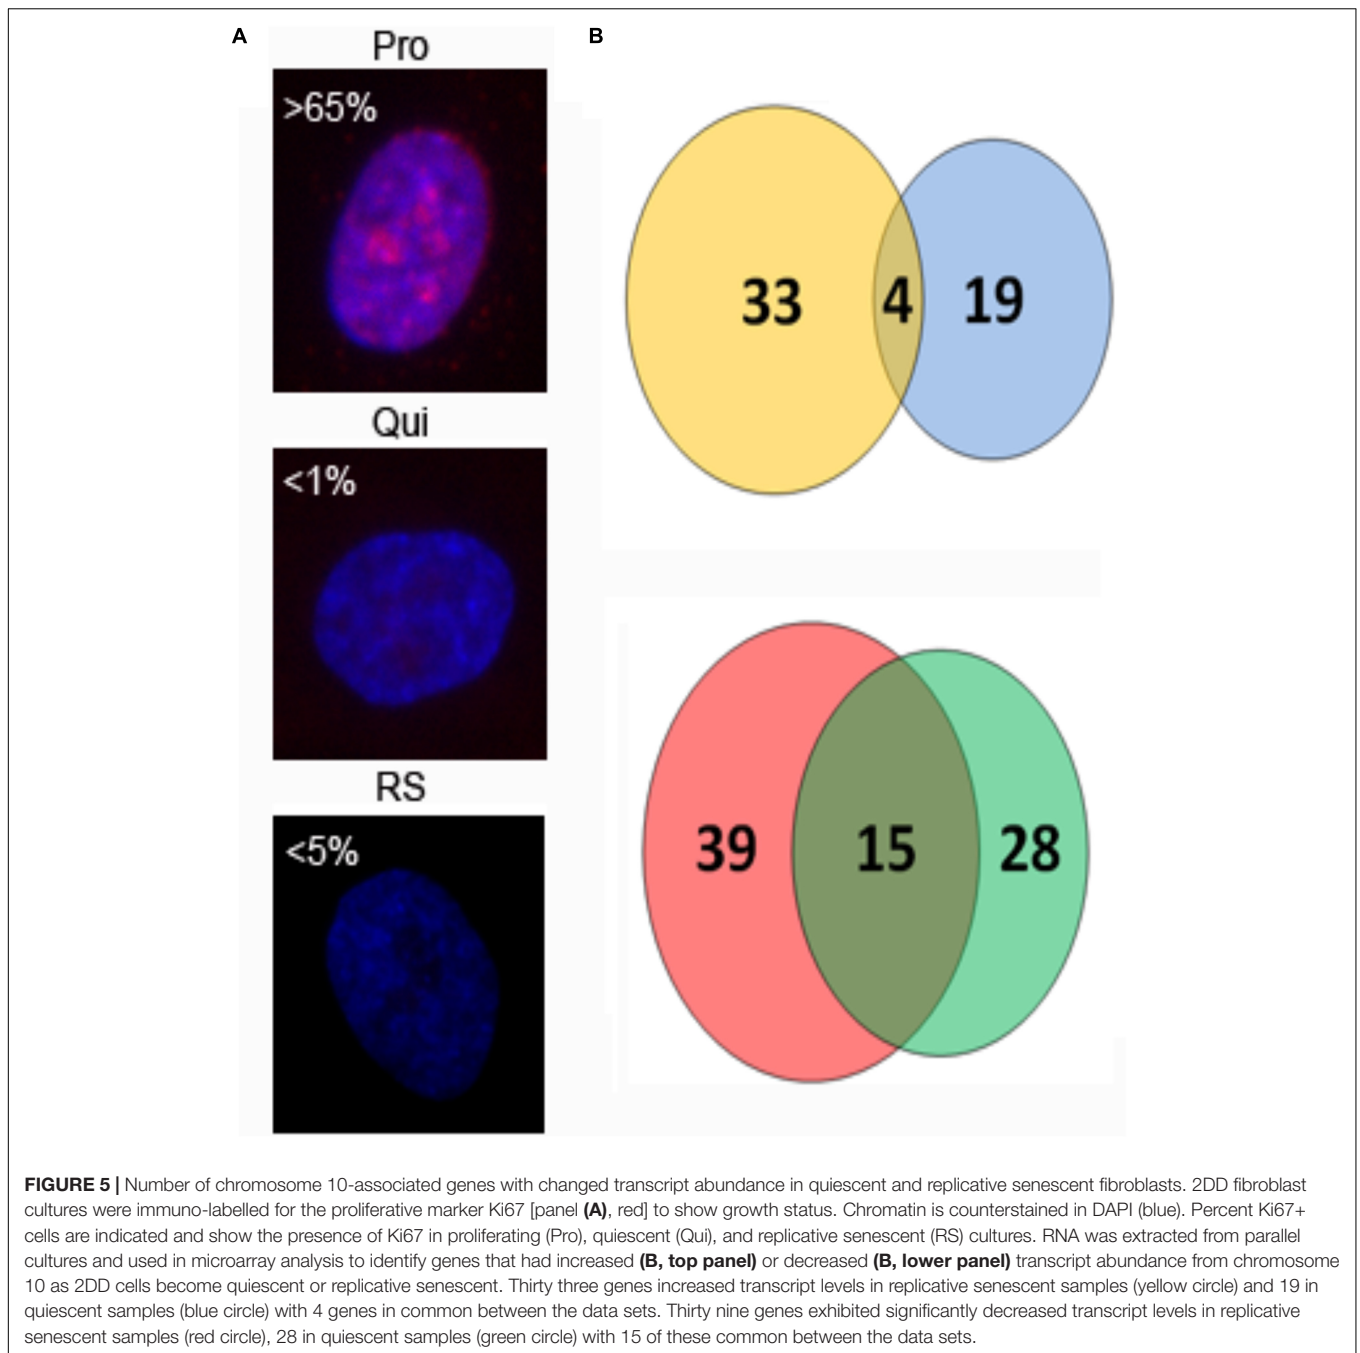 A
B
Pro
>65%
33
4
19
Qui
<1%
RS
<5%
39
15
28
FIGURE 5 | Number of chromosome 10-associated genes with changed transcript abundance in quiescent and replicative senescent fibroblasts. 2DD fibroblast
cultures were immuno-labelled for the proliferative marker Ki67 [panel (A), red] to show growth status. Chromatin is counterstained in DAPI (blue). Percent Ki67+
cells are indicated and show the presence of Ki67 in proliferating (Pro), quiescent (Qui), and replicative senescent (RS) cultures. RNA was extracted from parallel
cultures and used in microarray analysis to identify genes that had increased (B, top panel) or decreased (B, lower panel) transcript abundance from chromosome
10 as 2DD cells become quiescent or replicative senescent. Thirty three genes increased transcript levels in replicative senescent samples (yellow circle) and 19 in
quiescent samples (blue circle) with 4 genes in common between the data sets. Thirty nine genes exhibited significantly decreased transcript levels in replicative
senescent samples (red circle), 28 in quiescent samples (green circle) with 15 of these common between the data sets.